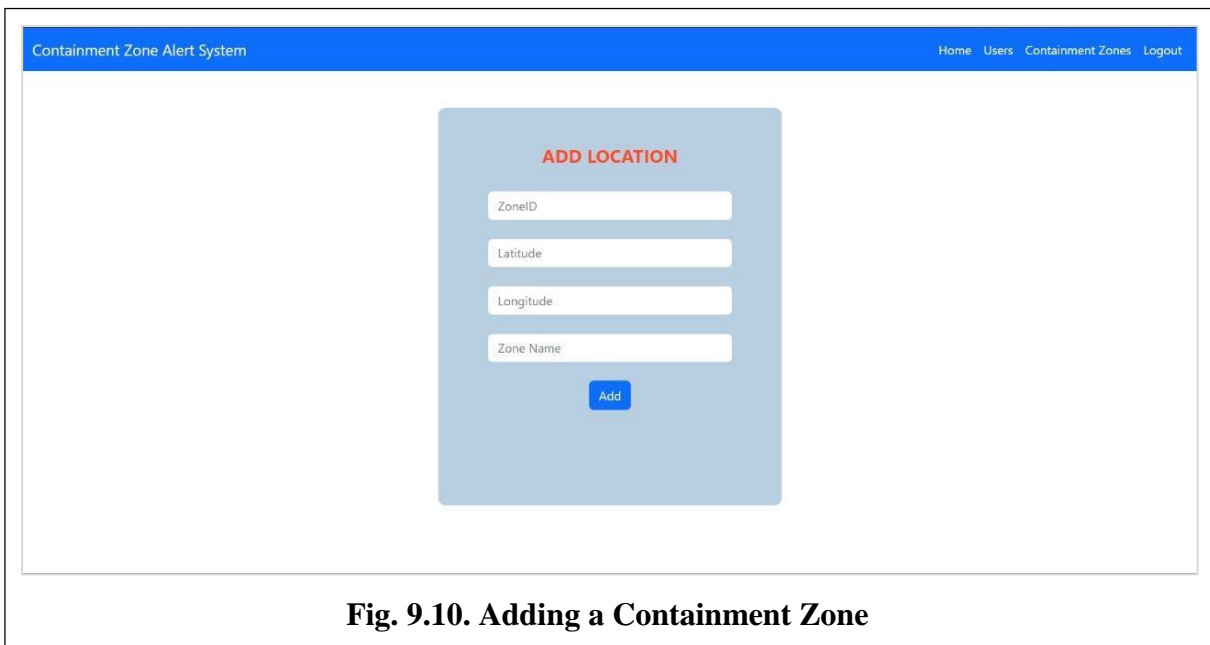 Containment Zone Alert System
Home Users Containment Zones Logout
ADD LOCATION
ZoneID
Latitude
Longitude
Zone Name
Add
Fig. 9.10. Adding a Containment Zone